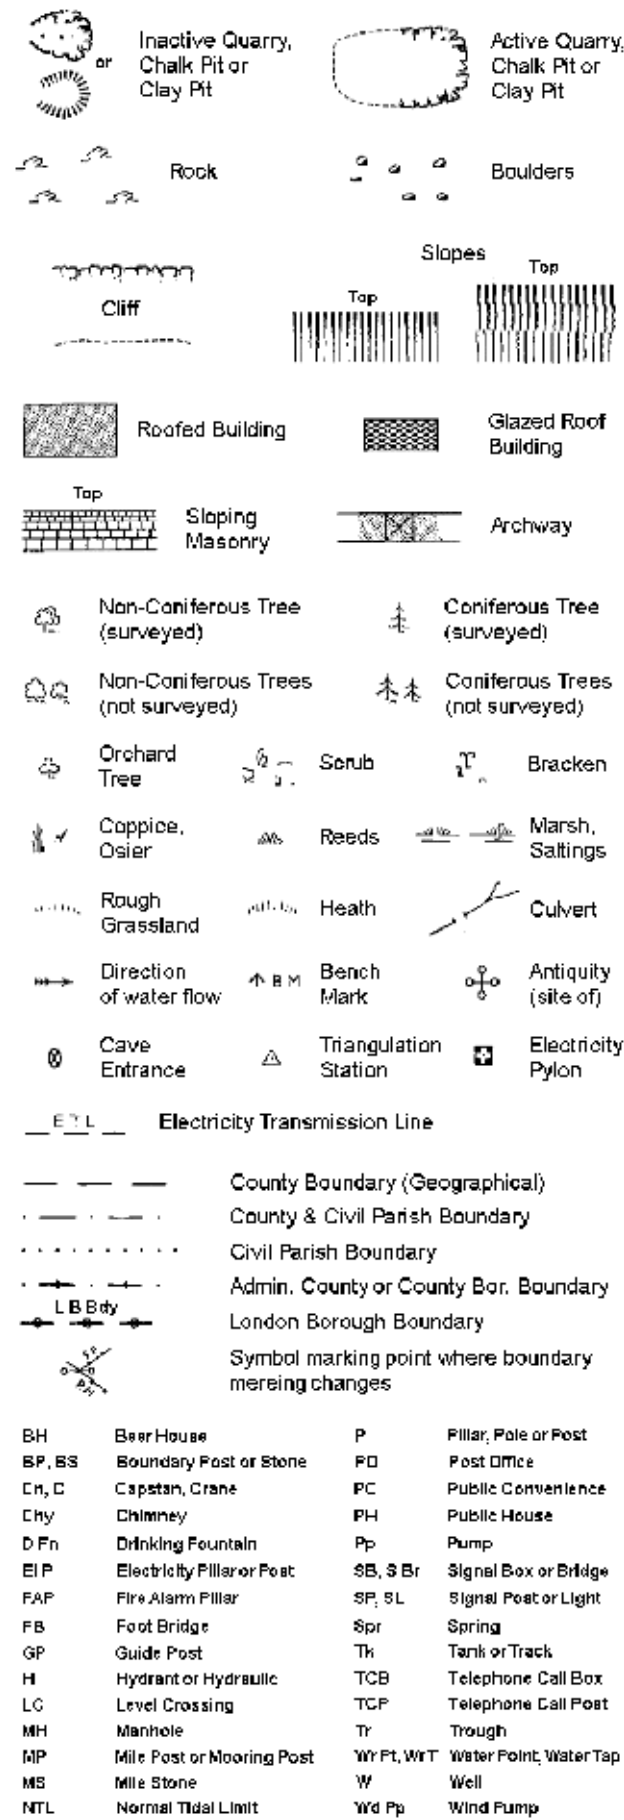 or
Inactive Quarry,
Chalk Pit or
Clay Pit
Active Quarry,
Chalk Pit or
Clay Pit
Rock
Boulders
Slopes
Top
Top
Cliff
Roofed Building
Glazed Roof
Building
Top
Sloping
Masonry
Archway
Non-Coniferous Tree
(surveyed)
Coniferous Tree
(surveyed)
Non-Coniferous Trees
(not surveyed)
Coniferous Trees
(not surveyed)
Orchard
Tree
Scrub
Bracken
Coppice,
Osier
Reeds
Marsh,
Saltings
Rough
Grassland
Heath
Culvert
Direction
of water flow
B M
Bench
Mark
Antiquity
(site of)
Cave
Entrance
Triangulation
Station
Electricity
Pylon
E T L
Electricity Transmission Line
County Boundary (Geographical)
County & Civil Parish Boundary
Civil Parish Boundary
Admin. County or County Bor. Boundary
L B Bdy
London Borough Boundary
Symbol marking point where boundary
mereing changes
BH Beer House P Pillar, Pole or Post
BP, BS Boundary Post or Stone PO Post Office
Cn, C Capstan, Crane PC Public Convenience
Chy Chimney PH Public House
D Fn Drinking Fountain Pp Pump
El P Electricity Pillar or Post SB, S Br Signal Box or Bridge
FAP Fire Alarm Pillar SP, SL Signal Post or Light
FB Foot Bridge Spr Spring
GP Guide Post Tk Tank or Track
H Hydrant or Hydraulic TCB Telephone Call Box
LC Level Crossing TCP Telephone Call Post
MH Manhole Tr Trough
MP Mile Post or Mooring Post Wr Pt, Wr T Water Point, Water Tap
MS Mile Stone W Well
NTL Normal Tidal Limit Wd Pp Wind Pump